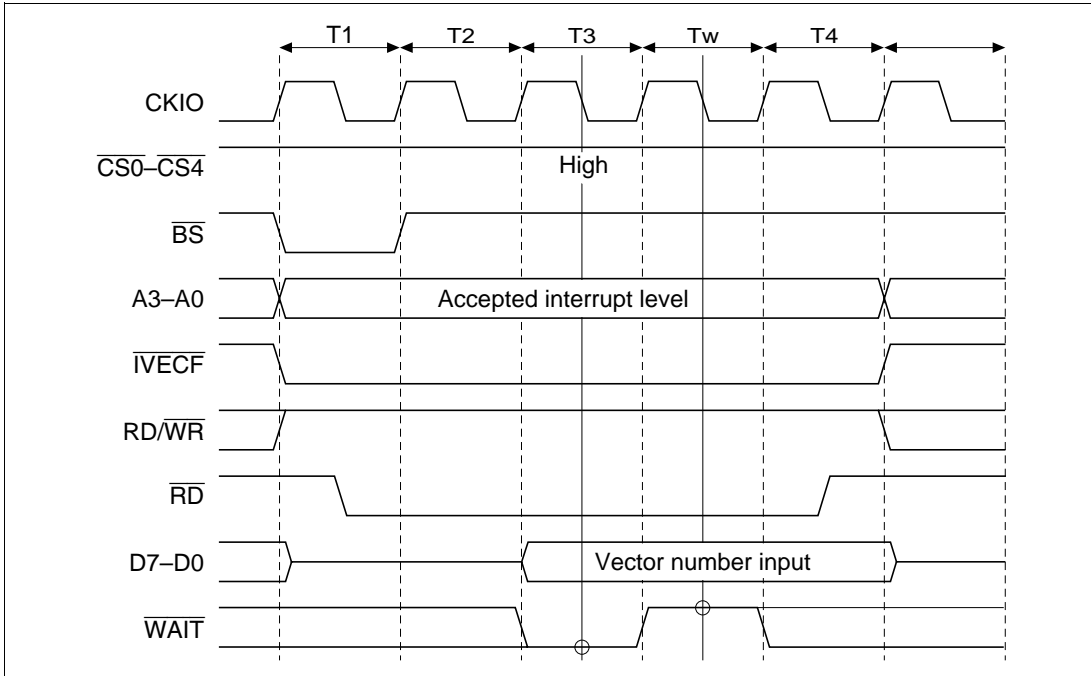 T1 T2 T3 Tw T4
CKIO
CS0–CS4 High
BS
A3–A0 Accepted interrupt level
IVECF
RD/WR
RD
D7–D0 Vector number input
WAIT